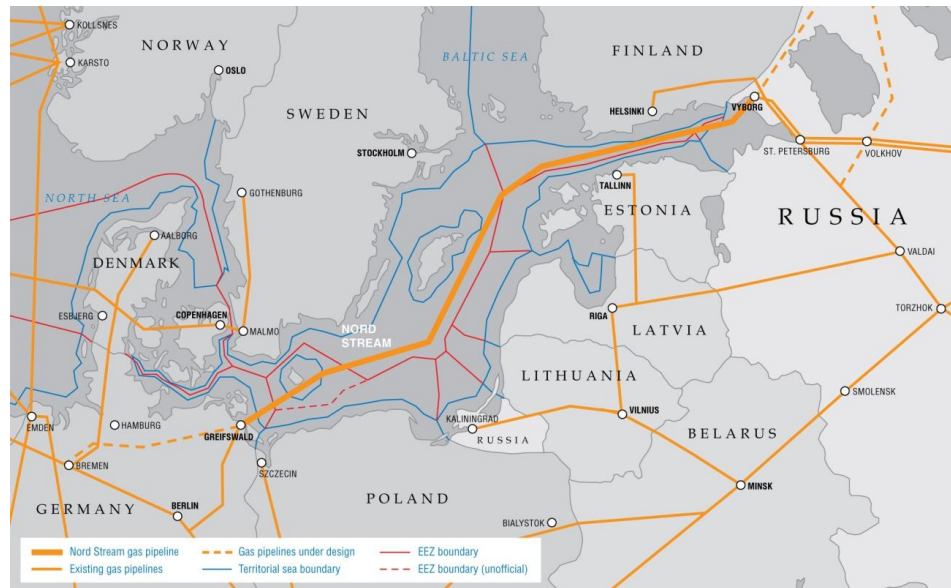 KOLLSNES
KARSTO
NORWAY
OSLO
BALTIC SEA
FINLAND
HELSINKI
VYBORG
SWEDEN
STOCKHOLM
ST. PETERSBURG
VOLKHOV
TALLINN
ESTONIA
RUSSIA
NORTH SEA
GOTHENBURG
AALBORG
DENMARK
VALDAI
ESBJERG
COPENHAGEN
MALMO
NORD
STREAM
RIGA
LATVIA
TORZHOK
LITHUANIA
SMOLENSK
KALININGRAD
RUSSIA
VILNIUS
BELARUS
EMDEN
HAMBURG
GREIFSWALD
BREMEN
SZCZECIN
MINSK
GERMANY
BERLIN
POLAND
BIALYSTOK
Nord Stream gas pipeline
Existing gas pipelines
Gas pipelines under design
Territorial sea boundary
EEZ boundary
EEZ boundary (unofficial)